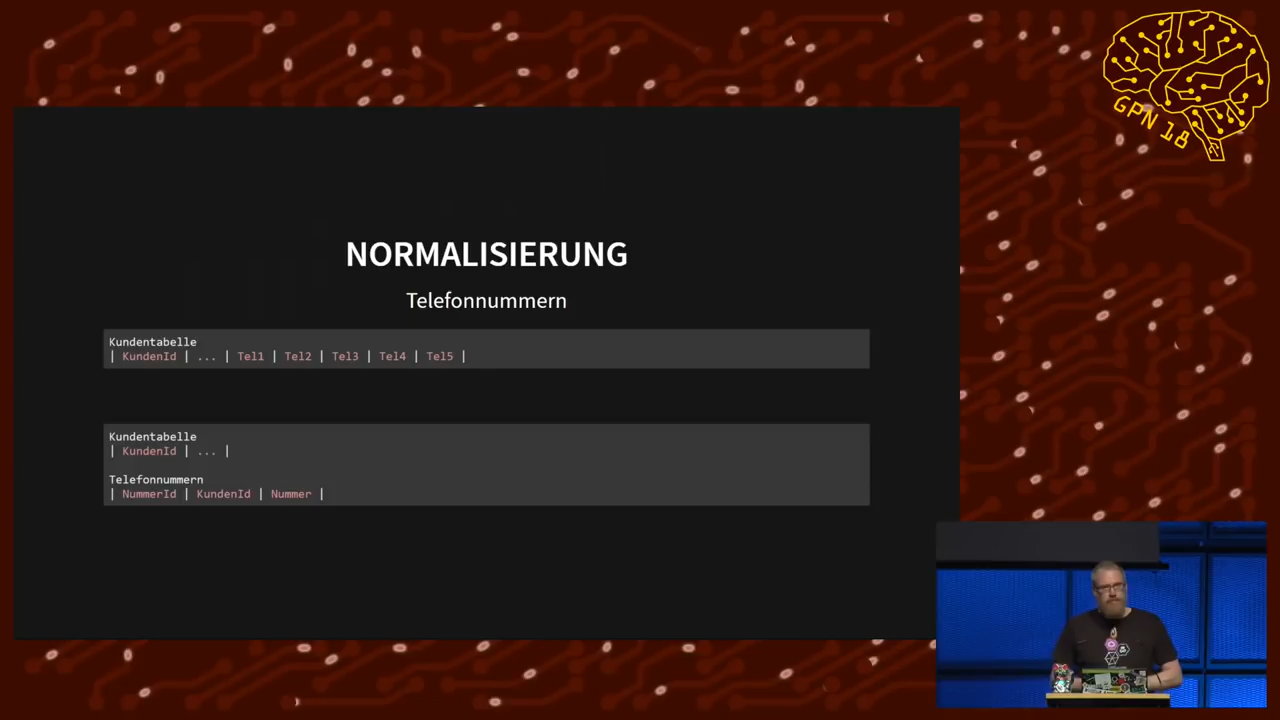 GPN 18
NORMALISIERUNG
Telefonnummern
Kundentabelle
| KundenId | ... | Tel1 | Tel2 | Tel3 | Tel4 | Tel5 |
Kundentabelle
| KundenId | ... |
Telefonnummern
| NummerId | KundenId | Nummer |